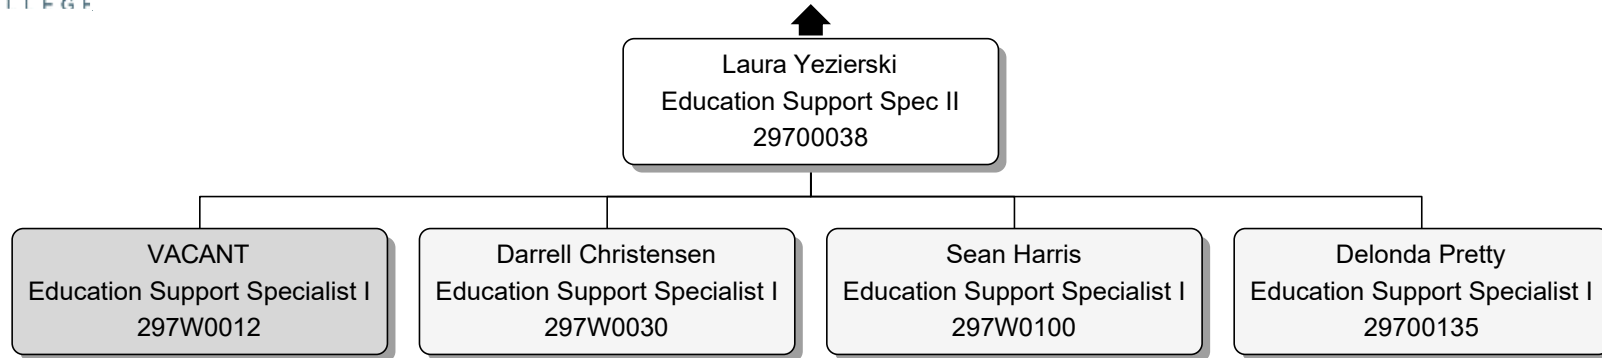 Laura Yezierski
Education Support Spec II
29700038
VACANT
Education Support Specialist I
297W0012
Darrell Christensen
Education Support Specialist I
297W0030
Sean Harris
Education Support Specialist I
297W0100
Delonda Pretty
Education Support Specialist I
29700135